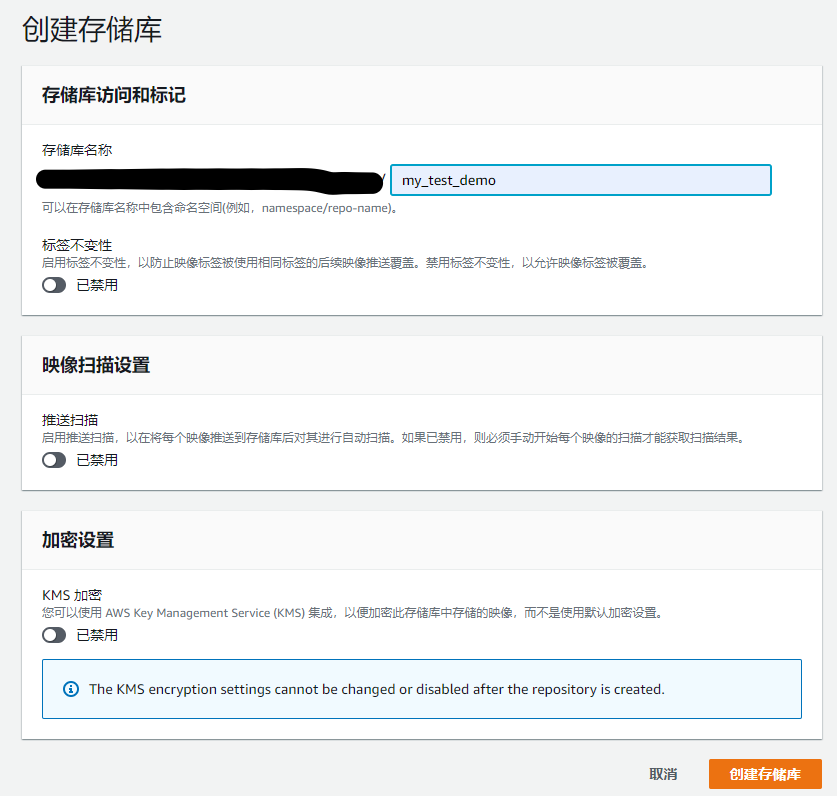 创建存储库
存储库访问和标记
存储库名称
/ my_test_demo
可以在存储库名称中包含命名空间(例如，namespace/repo-name)。
标签不变性
启用标签不变性，以防止映像标签被使用相同标签的后续映像推送覆盖。禁用标签不变性，以允许映像标签被覆盖。
已禁用
映像扫描设置
推送扫描
启用推送扫描，以在将每个映像推送到存储库后对其进行自动扫描。如果已禁用，则必须手动开始每个映像的扫描才能获取扫描结果。
已禁用
加密设置
KMS 加密
您可以使用 AWS Key Management Service (KMS) 集成，以便加密此存储库中存储的映像，而不是使用默认加密设置。
已禁用
The KMS encryption settings cannot be changed or disabled after the repository is created.
取消 创建存储库